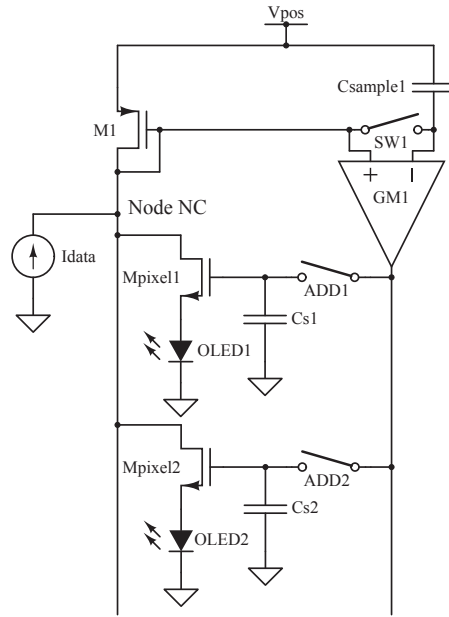 Vpos
Csample1
M1
SW1
+
−
GM1
Node NC
Idata
Mpixel1
ADD1
Cs1
OLED1
Mpixel2
ADD2
Cs2
OLED2